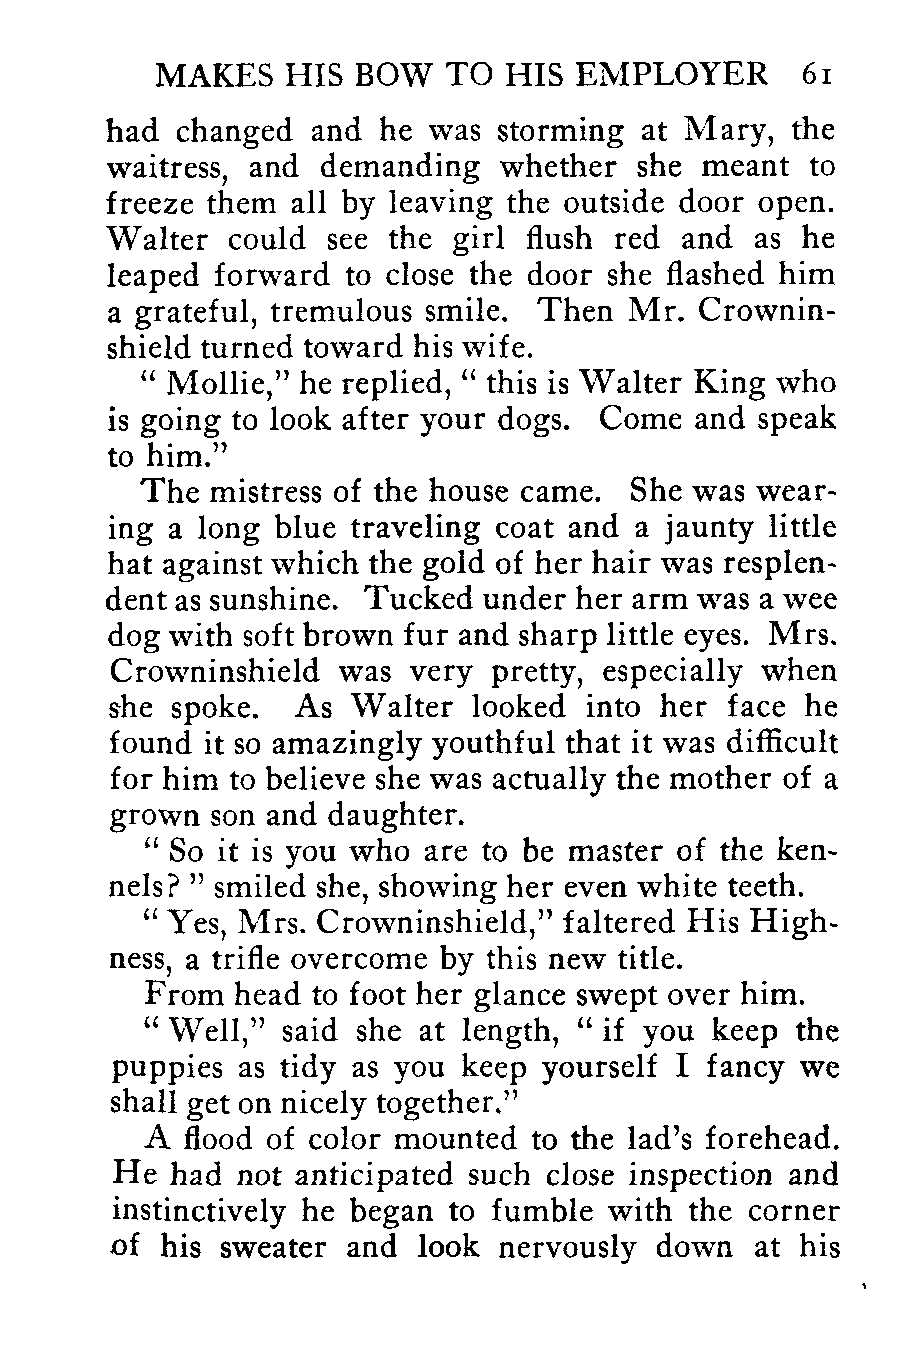 MAKES HIS BOW TO HIS EMPLOYER 61
had changed and he was storming at Mary, the
waitress, and demanding whether she meant to
freeze them all by leaving the outside door open.
Walter could see the girl flush red and as he
leaped forward to close the door she flashed him
a grateful, tremulous smile. Then Mr. Crownin-
shield turned toward his wife.
“ Mollie,” he replied, “ this is Walter King who
is going to look after your dogs. Come and speak
to him.”
The mistress of the house came. She was wear-
ing a long blue traveling coat and a jaunty little
hat against which the gold of her hair was resplen-
dent as sunshine. Tucked under her arm was a wee
dog with soft brown fur and sharp little eyes. Mrs.
Crowninshield was very pretty, especially when
she spoke. As Walter looked into her face he
found it so amazingly youthful that it was difficult
for him to believe she was actually the mother of a
grown son and daughter.
“ So it is you who are to be master of the ken-
nels? ” smiled she, showing her even white teeth.
“ Yes, Mrs. Crowninshield,” faltered His High-
ness, a trifle overcome by this new title.
From head to foot her glance swept over him.
“ Well,” said she at length, “ if you keep the
puppies as tidy as you keep yourself I fancy we
shall get on nicely together.”
A flood of color mounted to the lad’s forehead.
He had not anticipated such close inspection and
instinctively he began to fumble with the corner
of his sweater and look nervously down at his